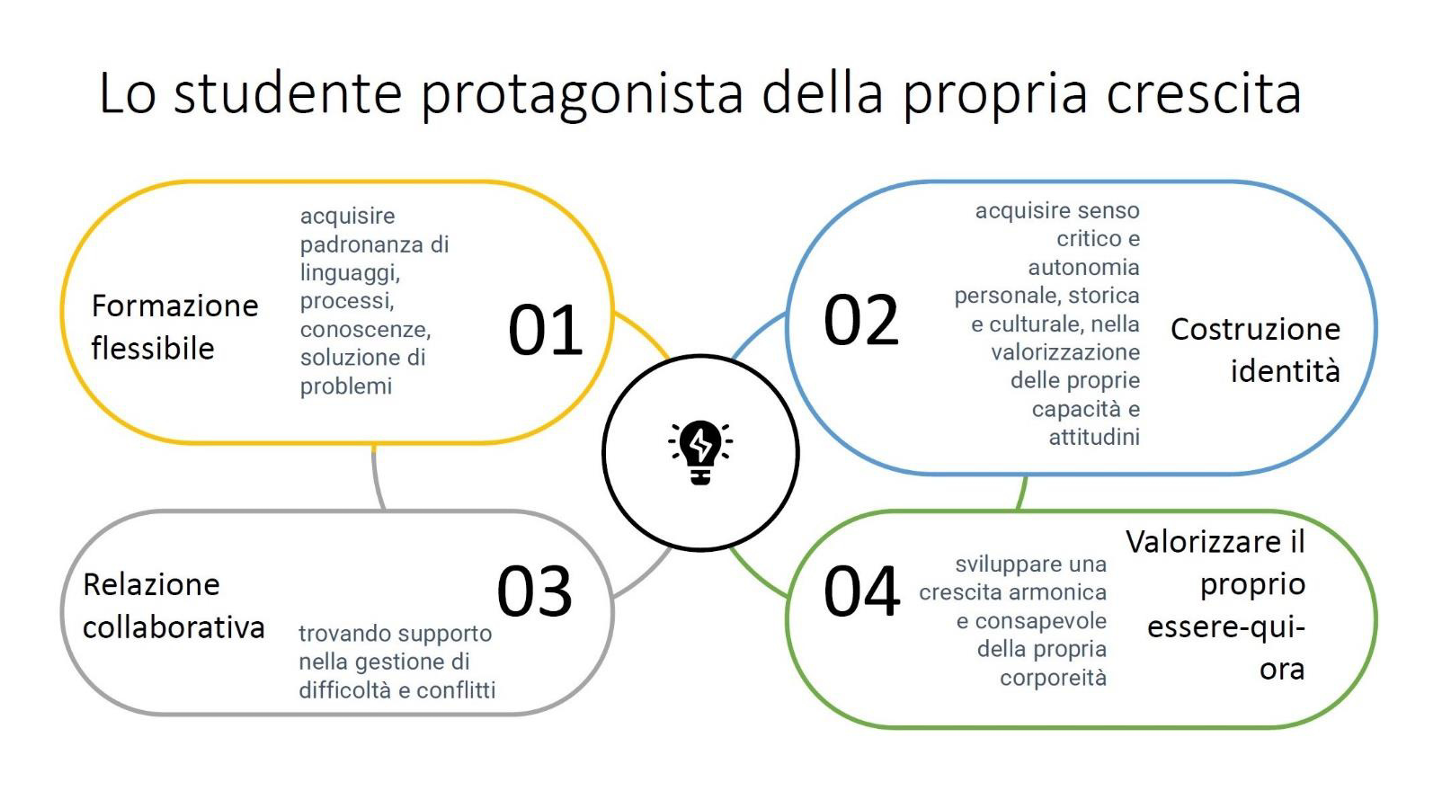 Lo studente protagonista della propria crescita
Formazione
flessibile
acquisire
padronanza di
linguaggi,
processi,
conoscenze,
soluzione di
problemi
01
02
acquisire senso
critico e
autonomia
personale, storica
e culturale, nella
valorizzazione
delle proprie
capacità e
attitudini
Costruzione
identità
Relazione
collaborativa
trovando supporto
nella gestione di
difficoltà e conflitti
03
04
sviluppare una
crescita armonica
e consapevole
della propria
corporeità
Valorizzare il
proprio
essere-qui-
ora